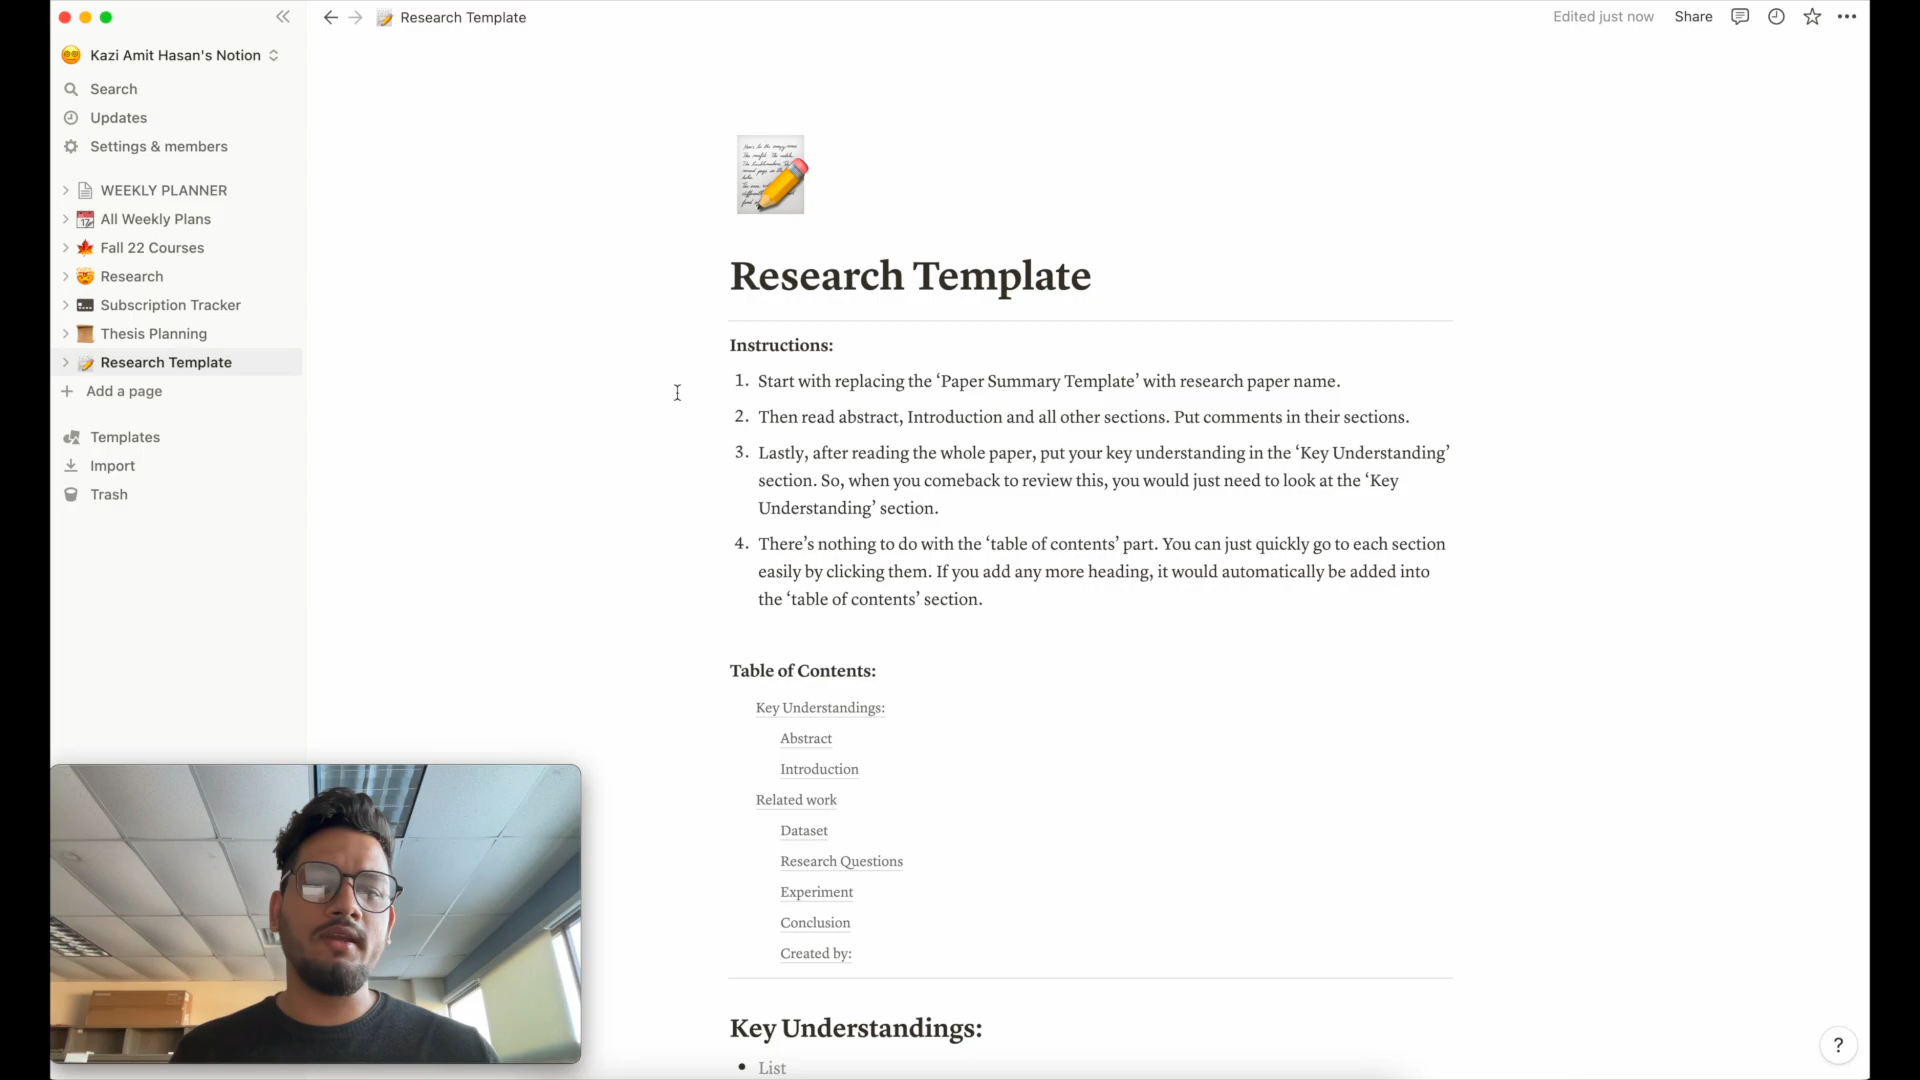 Research Template
Edited just now
Share
Kazi Amit Hasan's Notion
Search
Updates
Settings & members
WEEKLY PLANNER
All Weekly Plans
Fall 22 Courses
Research
Subscription Tracker
Thesis Planning
Research Template
Add a page
Templates
Import
Trash
Research Template
Instructions:
1. Start with replacing the ‘Paper Summary Template’ with research paper name.
2. Then read abstract, Introduction and all other sections. Put comments in their sections.
3. Lastly, after reading the whole paper, put your key understanding in the ‘Key Understanding’
section. So, when you comeback to review this, you would just need to look at the ‘Key
Understanding’ section.
4. There’s nothing to do with the ‘table of contents’ part. You can just quickly go to each section
easily by clicking them. If you add any more heading, it would automatically be added into
the ‘table of contents’ section.
Table of Contents:
Key Understandings:
Abstract
Introduction
Related work
Dataset
Research Questions
Experiment
Conclusion
Created by:
Key Understandings:
• List
?